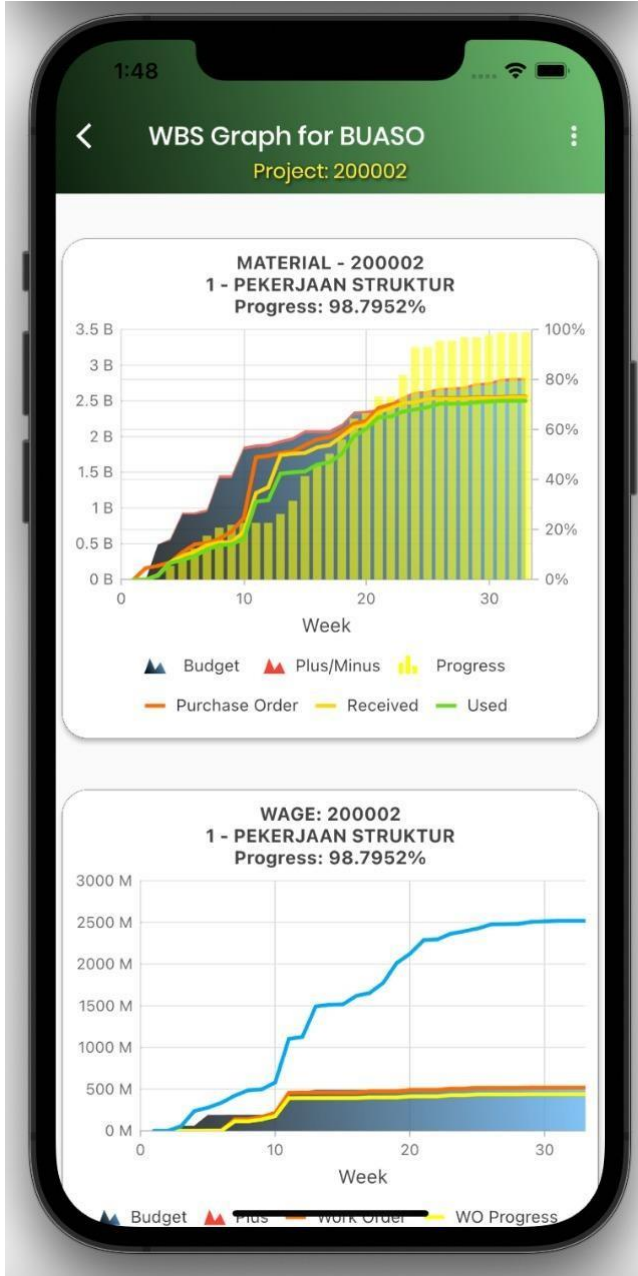 1:48
WBS Graph for BUASO
Project: 200002
MATERIAL - 200002
1 - PEKERJAAN STRUKTUR
Progress: 98.7952%
3.5 B
100%
3 B
80%
2.5 B
2 B
60%
1.5 B
40%
1 B
20%
0.5 B
0 B
0%
0 10 20 30
Week
Budget Plus/Minus Progress
Purchase Order Received Used
WAGE: 200002
1 - PEKERJAAN STRUKTUR
Progress: 98.7952%
3000 M
2500 M
2000 M
1500 M
1000 M
500 M
0 M
0 10 20 30
Week
Budget Plus Work Order WO Progress